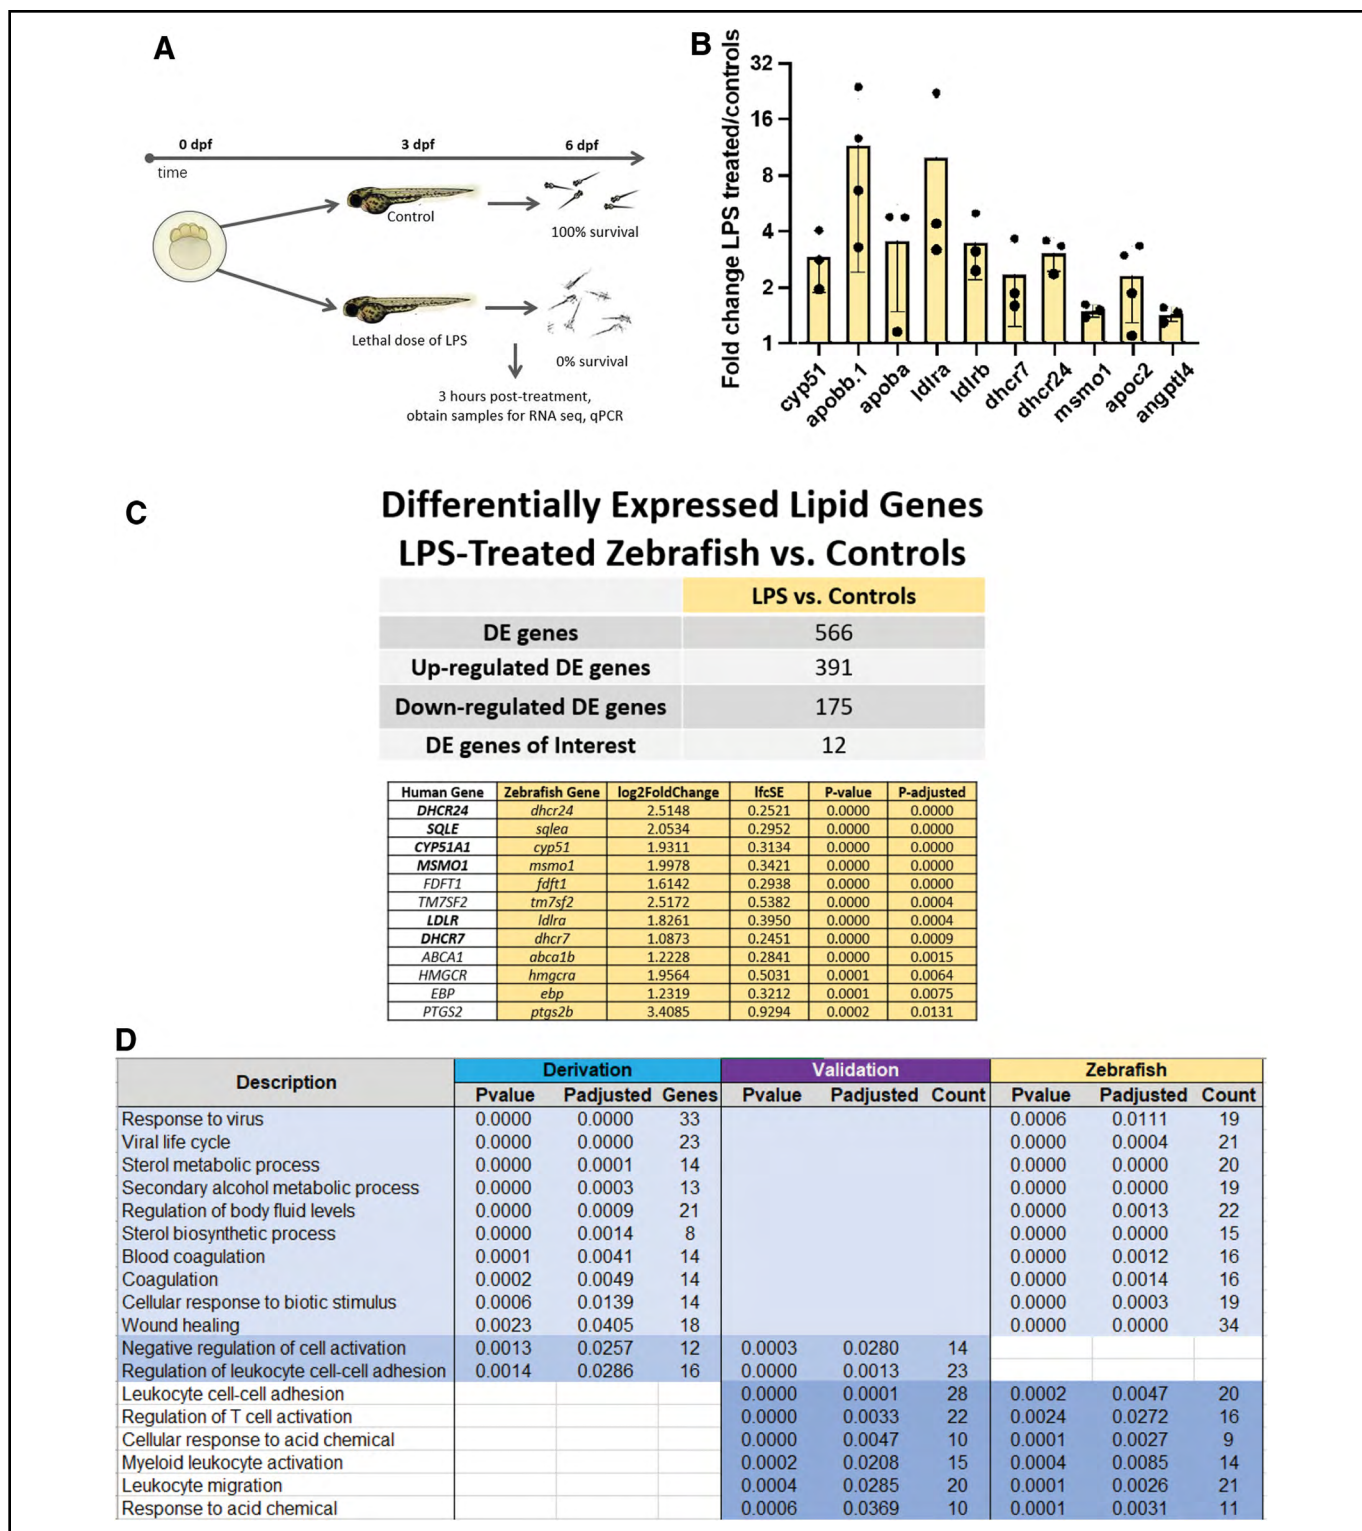 A
0 dpf 3 dpf 6 dpf
time
Control
100% survival
Lethal dose of LPS
0% survival
3 hours post-treatment,
obtain samples for RNA seq, qPCR
B
Fold change LPS treated/controls
32
16
8
4
2
1
cyp51
apobb.1
apoba
ldlra
ldlrb
dhcr7
dhcr24
msmo1
apoc2
angptl4
C
Differentially Expressed Lipid Genes
LPS-Treated Zebrafish vs. Controls
LPS vs. Controls
DE genes 566
Up-regulated DE genes 391
Down-regulated DE genes 175
DE genes of Interest 12
Human Gene Zebrafish Gene log2FoldChange lfcSE P-value P-adjusted
DHCR24 dhcr24 2.5148 0.2521 0.0000 0.0000
SQLE sqlea 2.0534 0.2952 0.0000 0.0000
CYP51A1 cyp51 1.9311 0.3134 0.0000 0.0000
MSMO1 msmo1 1.9978 0.3421 0.0000 0.0000
FDFT1 fdft1 1.6142 0.2938 0.0000 0.0000
TM7SF2 tm7sf2 2.5172 0.5382 0.0000 0.0004
LDLR ldlra 1.8261 0.3950 0.0000 0.0004
DHCR7 dhcr7 1.0873 0.2451 0.0000 0.0009
ABCA1 abca1b 1.2228 0.2841 0.0000 0.0015
HMGCR hmgcra 1.9564 0.5031 0.0001 0.0064
EBP ebp 1.2319 0.3212 0.0001 0.0075
PTGS2 ptgs2b 3.4085 0.9294 0.0002 0.0131
D
Description Derivation Validation Zebrafish
Pvalue Padjusted Genes Pvalue Padjusted Count Pvalue Padjusted Count
Response to virus 0.0000 0.0000 33 0.0006 0.0111 19
Viral life cycle 0.0000 0.0000 23 0.0000 0.0004 21
Sterol metabolic process 0.0000 0.0001 14 0.0000 0.0000 20
Secondary alcohol metabolic process 0.0000 0.0003 13 0.0000 0.0000 19
Regulation of body fluid levels 0.0000 0.0009 21 0.0000 0.0013 22
Sterol biosynthetic process 0.0000 0.0014 8 0.0000 0.0000 15
Blood coagulation 0.0001 0.0041 14 0.0000 0.0012 16
Coagulation 0.0002 0.0049 14 0.0000 0.0014 16
Cellular response to biotic stimulus 0.0006 0.0139 14 0.0000 0.0003 19
Wound healing 0.0023 0.0405 18 0.0000 0.0000 34
Negative regulation of cell activation 0.0013 0.0257 12 0.0003 0.0280 14
Regulation of leukocyte cell-cell adhesion 0.0014 0.0286 16 0.0000 0.0013 23
Leukocyte cell-cell adhesion 0.0000 0.0001 28 0.0002 0.0047 20
Regulation of T cell activation 0.0000 0.0033 22 0.0024 0.0272 16
Cellular response to acid chemical 0.0000 0.0047 10 0.0001 0.0027 9
Myeloid leukocyte activation 0.0002 0.0208 15 0.0004 0.0085 14
Leukocyte migration 0.0004 0.0285 20 0.0001 0.0026 21
Response to acid chemical 0.0006 0.0369 10 0.0001 0.0031 11